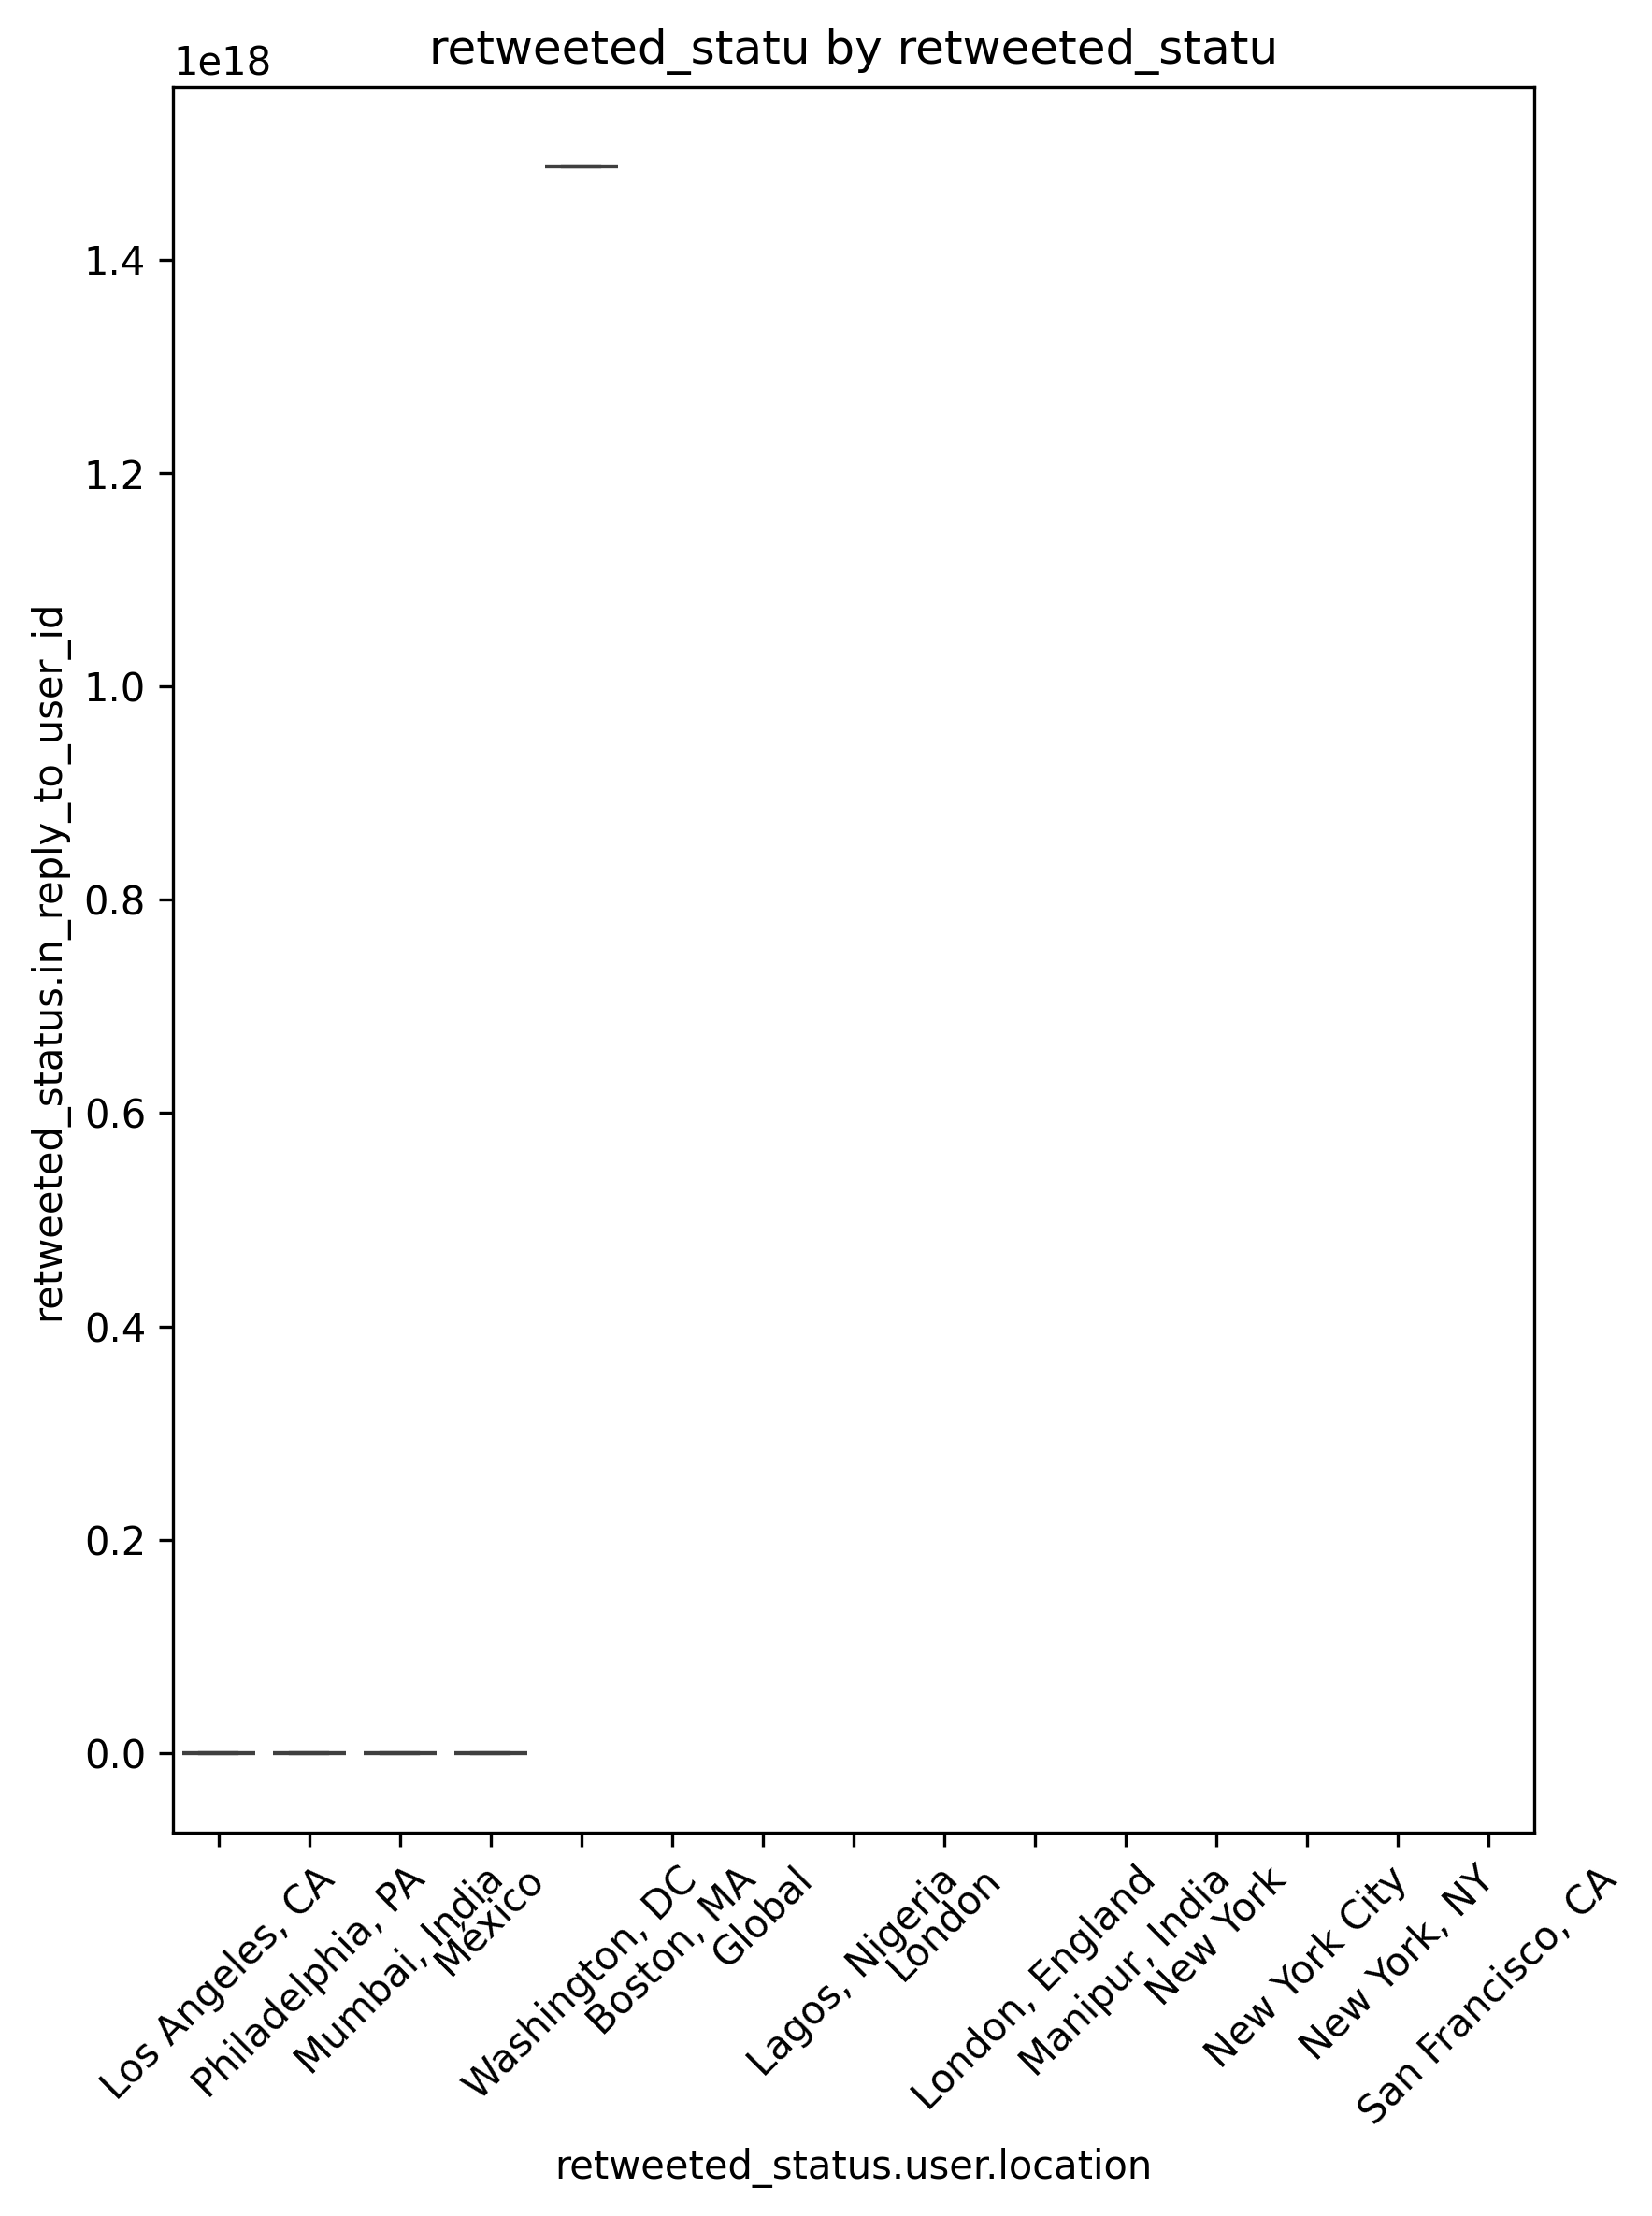 retweeted_statu by retweeted_statu
1e18
1.4
1.2
1.0
0.8
0.6
0.4
0.2
0.0
retweeted_status.in_reply_to_user_id
Los Angeles, CA
Philadelphia, PA
Mumbai, India
México
Washington, DC
Boston, MA
Global
Lagos, Nigeria
London
London, England
Manipur, India
New York
New York City
New York, NY
San Francisco, CA
retweeted_status.user.location